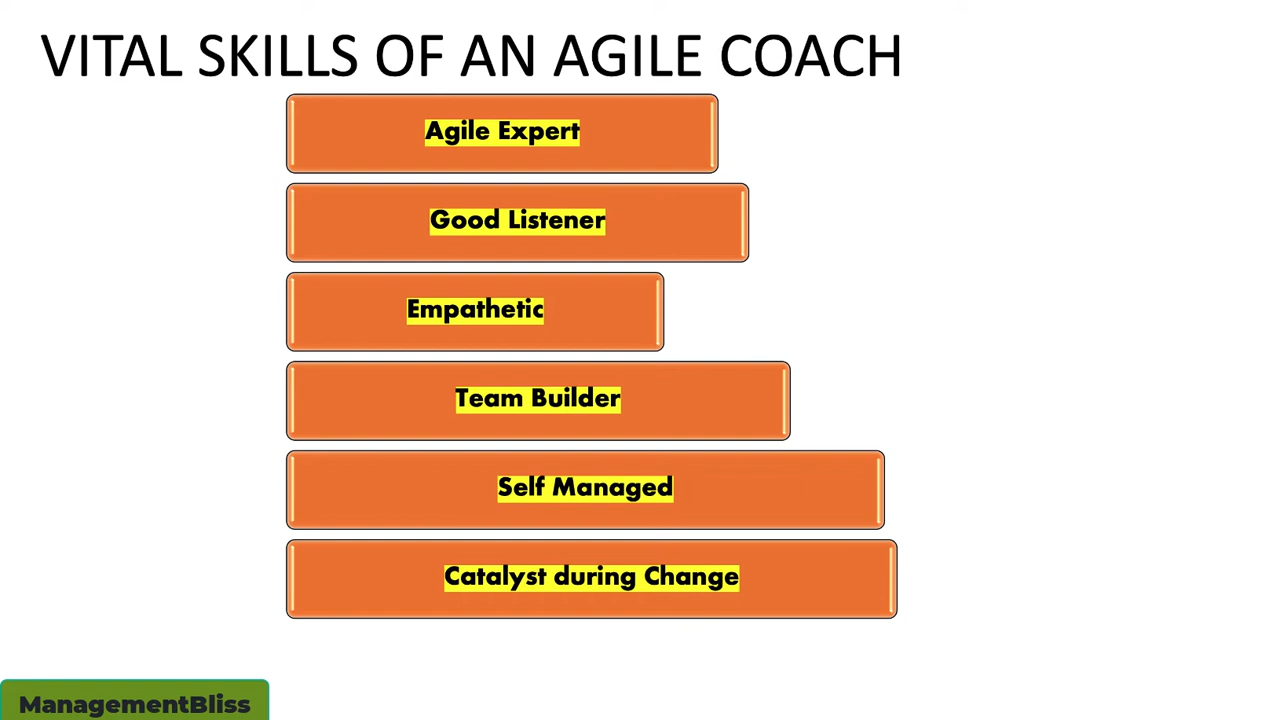 VITAL SKILLS OF AN AGILE COACH
Agile Expert
Good Listener
Empathetic
Team Builder
Self Managed
Catalyst during Change
ManagementBliss